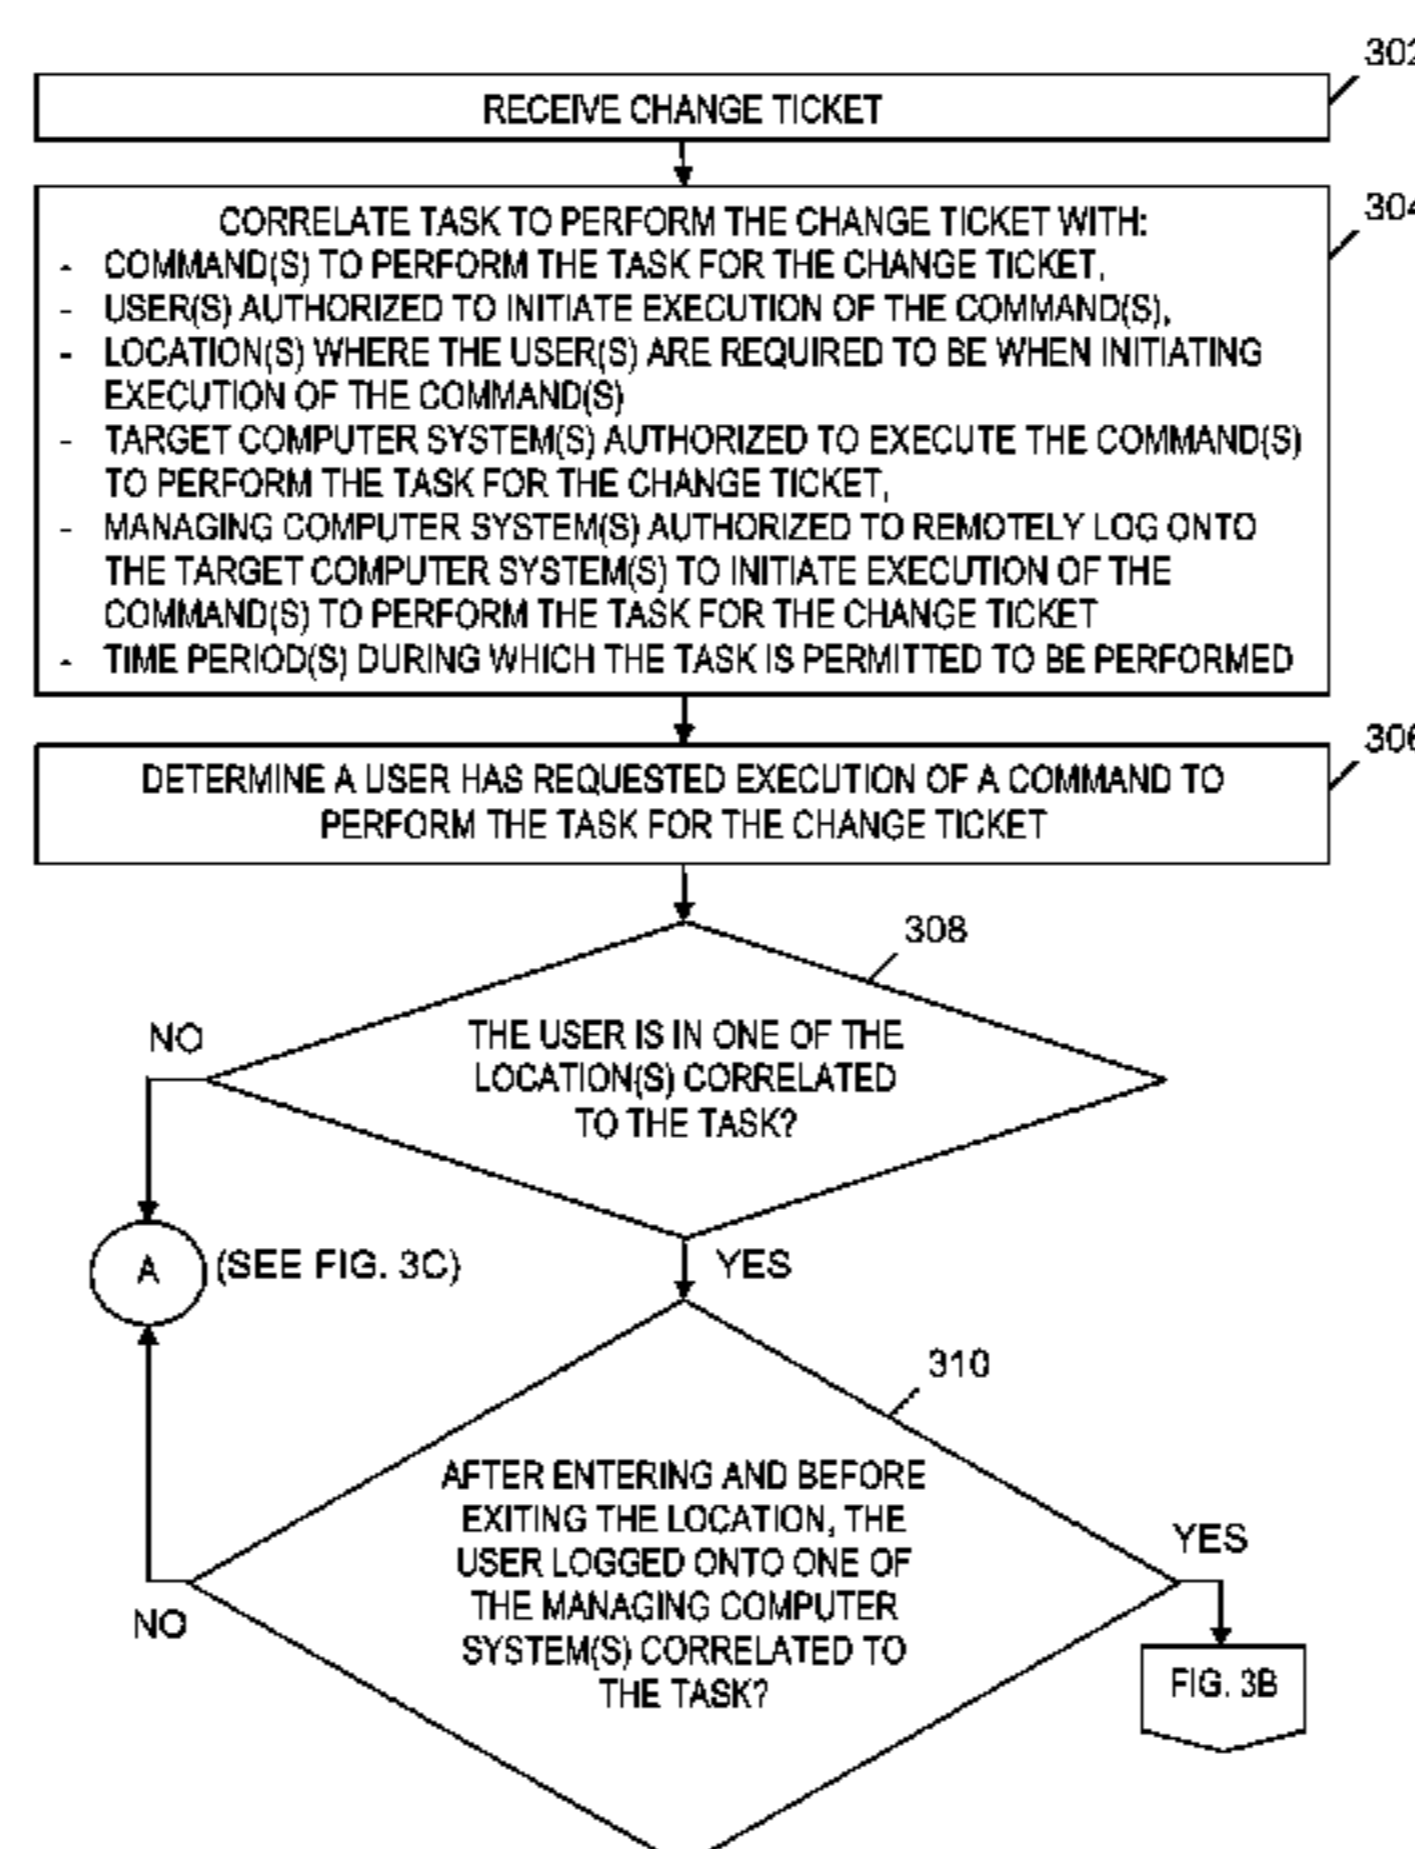 302
RECEIVE CHANGE TICKET
304
CORRELATE TASK TO PERFORM THE CHANGE TICKET WITH:
- COMMAND(S) TO PERFORM THE TASK FOR THE CHANGE TICKET,
- USER(S) AUTHORIZED TO INITIATE EXECUTION OF THE COMMAND(S),
- LOCATION(S) WHERE THE USER(S) ARE REQUIRED TO BE WHEN INITIATING
EXECUTION OF THE COMMAND(S)
- TARGET COMPUTER SYSTEM(S) AUTHORIZED TO EXECUTE THE COMMAND(S)
TO PERFORM THE TASK FOR THE CHANGE TICKET,
- MANAGING COMPUTER SYSTEM(S) AUTHORIZED TO REMOTELY LOG ONTO
THE TARGET COMPUTER SYSTEM(S) TO INITIATE EXECUTION OF THE
COMMAND(S) TO PERFORM THE TASK FOR THE CHANGE TICKET
- TIME PERIOD(S) DURING WHICH THE TASK IS PERMITTED TO BE PERFORMED
306
DETERMINE A USER HAS REQUESTED EXECUTION OF A COMMAND TO
PERFORM THE TASK FOR THE CHANGE TICKET
308
NO
THE USER IS IN ONE OF THE
LOCATION(S) CORRELATED
TO THE TASK?
A
(SEE FIG. 3C)
YES
310
AFTER ENTERING AND BEFORE
EXITING THE LOCATION, THE
USER LOGGED ONTO ONE OF
THE MANAGING COMPUTER
SYSTEM(S) CORRELATED TO
THE TASK?
YES
NO
FIG. 3B